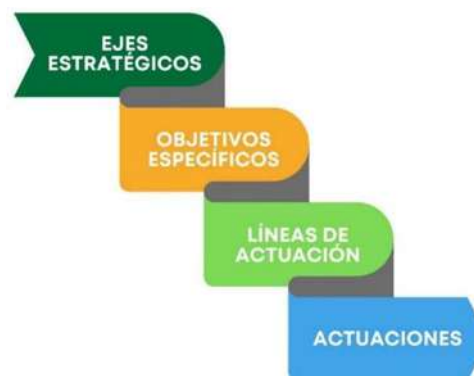 EJES
ESTRATÉGICOS
OBJETIVOS
ESPECÍFICOS
LÍNEAS DE
ACTUACIÓN
ACTUACIONES